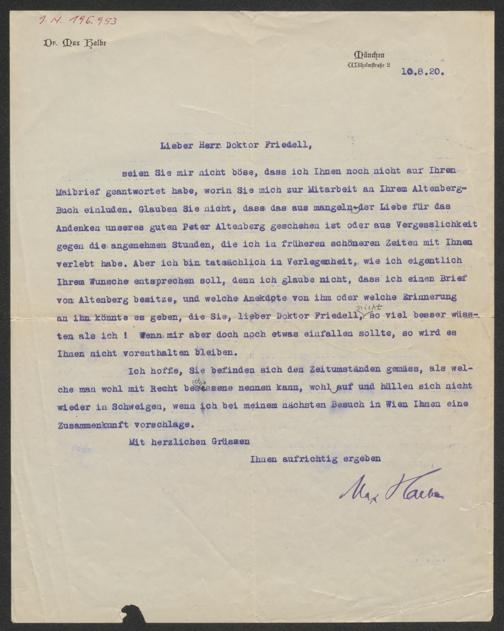 J.N. 196.953
Dr. Max Halbe
München
Wilhelmstraße 2
10.8.20.
Lieber Herr Doktor Friedell,
seien Sie mir nicht böse, dass ich Ihnen noch nicht auf Ihren
Maibrief geantwortet habe, worin Sie mich zur Mitarbeit an Ihrem Altenberg-
Buch einluden. Glauben Sie nicht, dass das aus mangelnder Liebe für das
Andenken unseres guten Peter Altenberg geschehen ist oder aus Vergesslichkeit
gegen die angenehmen Stunden, die ich in früheren schöneren Zeiten mit Ihnen
verlebt habe. Aber ich bin tatsächlich in Verlegenheit, wie ich eigentlich
Ihrem Wunsche entsprechen soll, denn ich glaube nicht, dass ich einen Brief
von Altenberg besitze, und welche Anekdote von ihm oder welche Erinnerung
an ihn könnte es geben, die Sie, lieber Doktor Friedell, nicht so viel besser wüss-
ten als ich ! Wenn mir aber doch noch etwas einfallen sollte, so wird es
Ihnen nicht vorenthalten bleiben.
Ich hoffe, Sie befinden sich den Zeitumständen gemäss, als wel-
che man wohl mit Recht besessene nennen kann, wohl auf und hüllen sich nicht
wieder in Schweigen, wenn ich bei meinem nächsten Besuch in Wien Ihnen eine
Zusammenkunft vorschlage.
Mit herzlichen Grüssen
Ihnen aufrichtig ergeben
Max Halbe